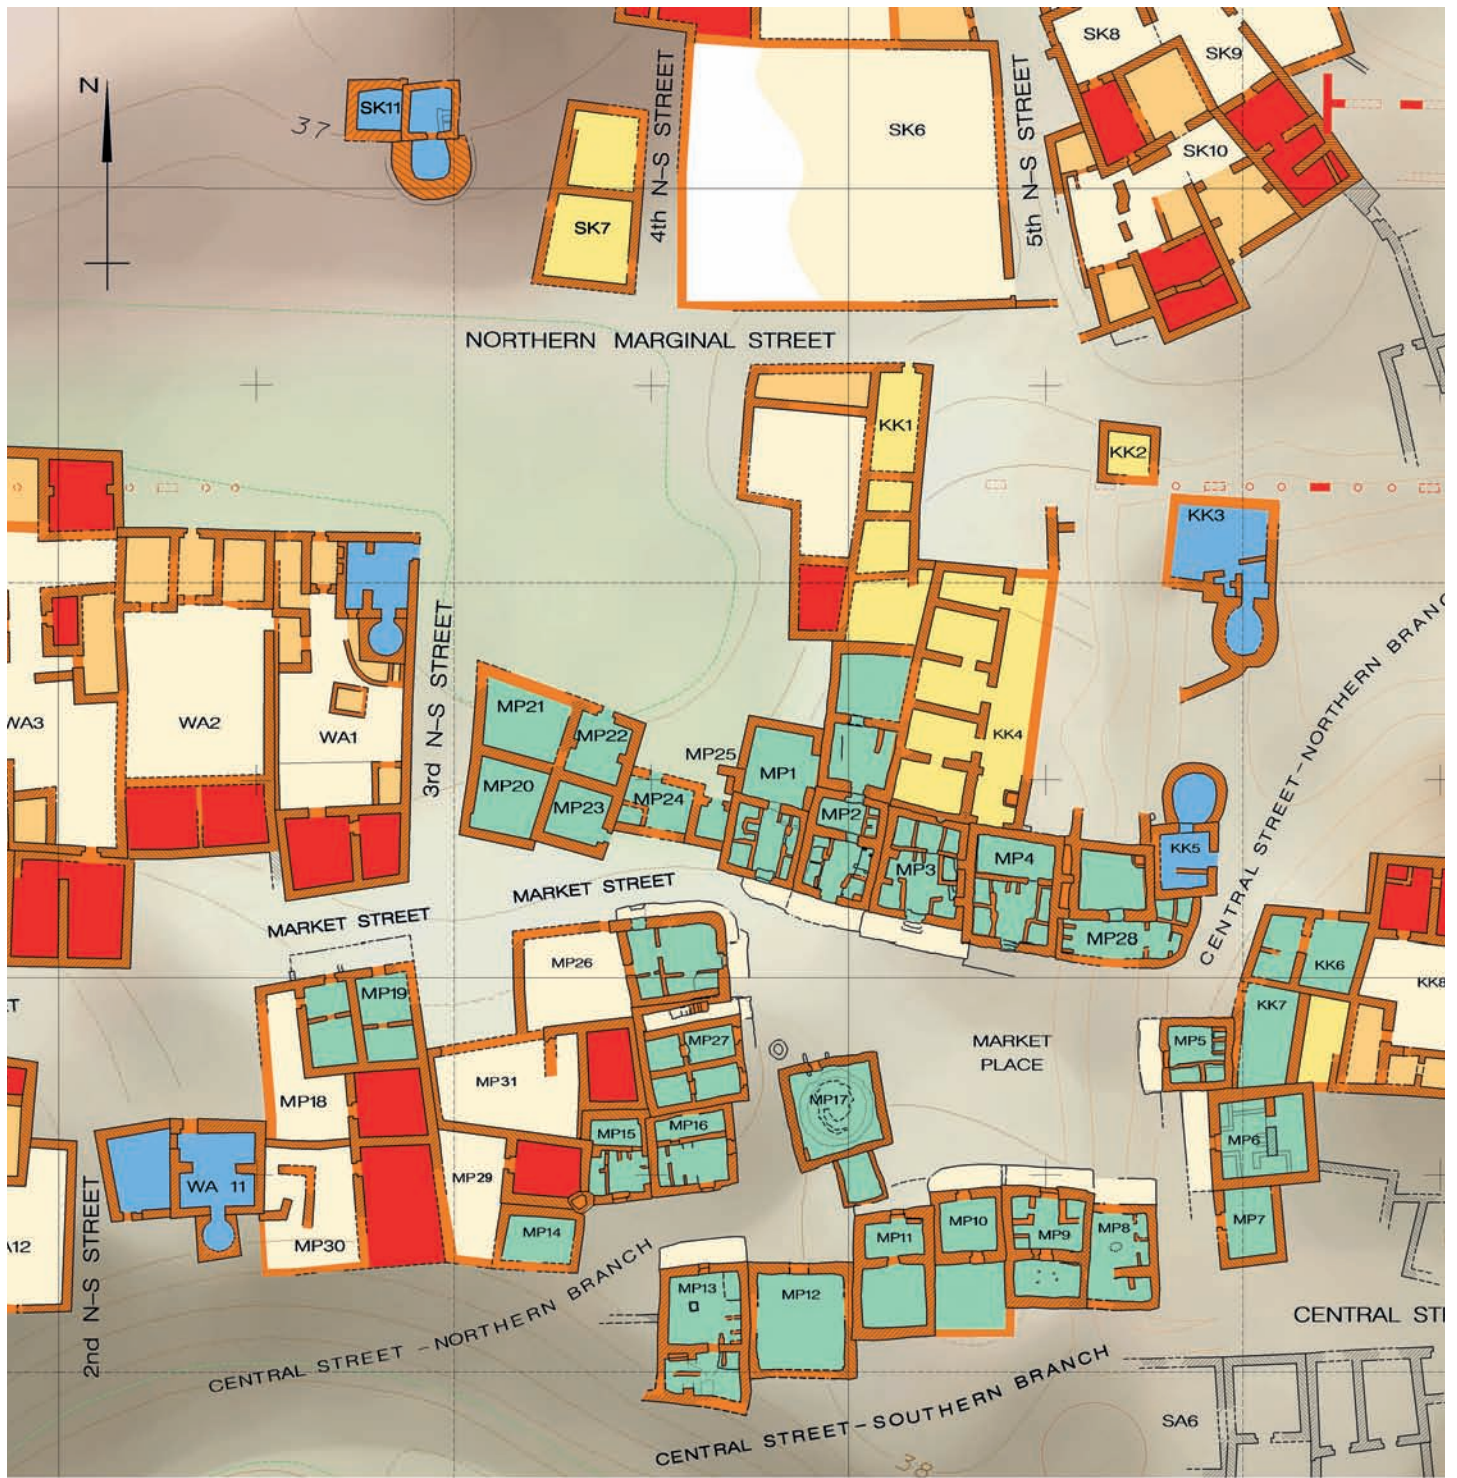 SK8
SK9
N
SK11
37
4th N–S STREET
SK6
5th N–S STREET
SK10
SK7
NORTHERN MARGINAL STREET
KK1
KK2
KK3
3rd N–S STREET
CENTRAL STREET–NORTHERN BRANC
MP21
WA3
WA2
WA1
MP22
MP25
KK4
MP20
MP23
MP24
MP1
MP2
MP3
MP4
KK5
MARKET STREET
MARKET STREET
MP28
MP26
KK6
KK8
MP19
KK7
ET
MP27
MARKET
PLACE
MP5
MP31
MP18
MP17
MP15
MP16
MP6
MP29
WA 11
2nd N–S STREET
A12
MP30
MP14
MP11
MP10
MP9
MP8
MP7
MP13
MP12
CENTRAL STREET –NORTHERN BRANCH
CENTRAL STR
CENTRAL STREET–SOUTHERN BRANCH
SA6
38